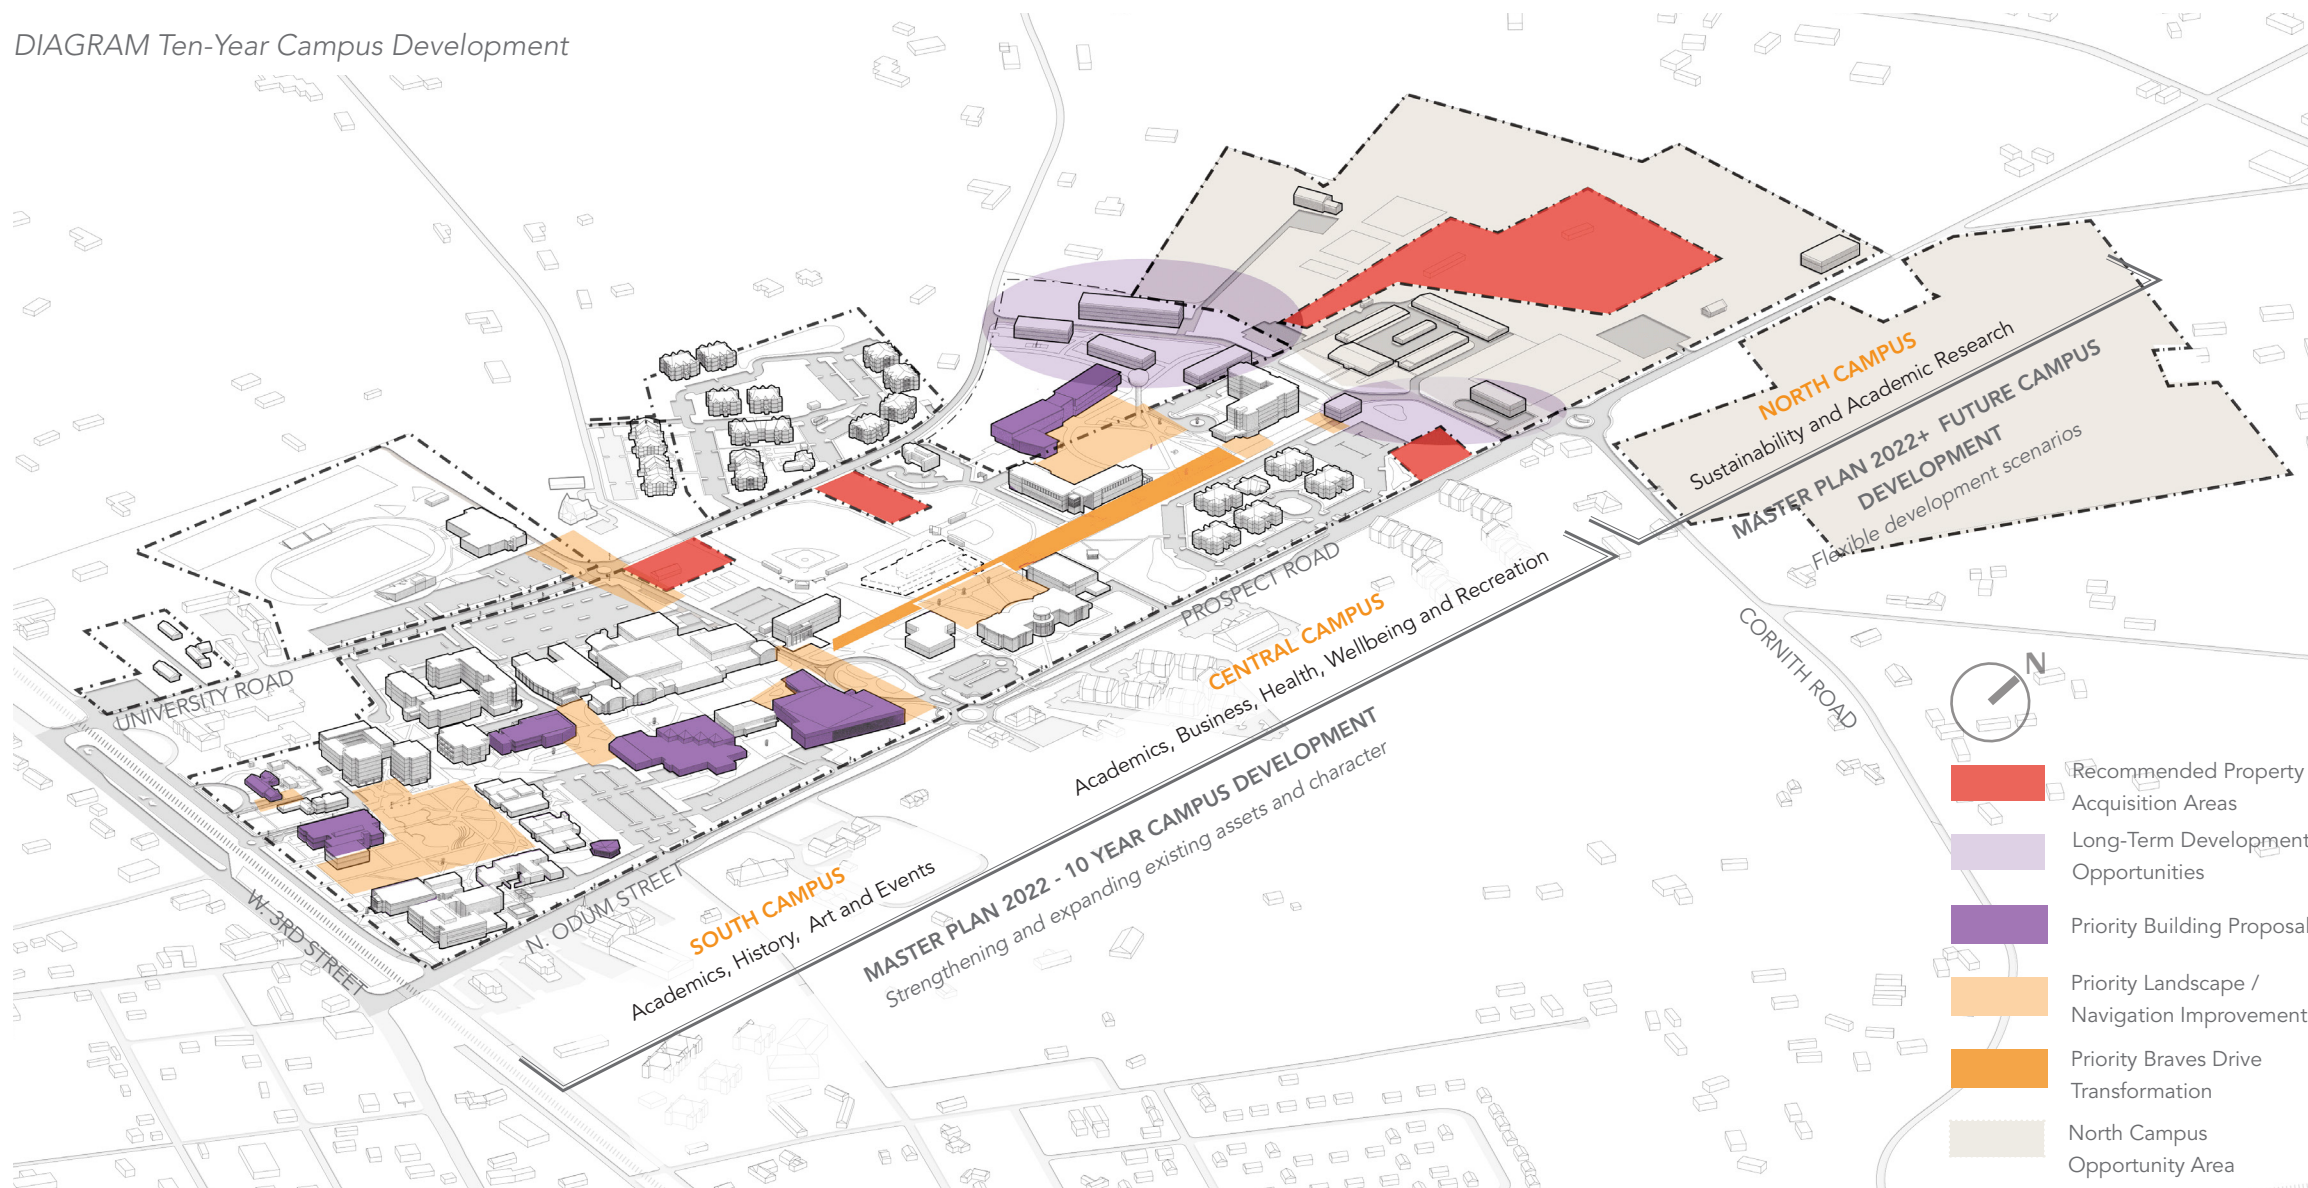 DIAGRAM Ten-Year Campus Development
NORTH CAMPUS
Sustainability and Academic Research
MASTER PLAN 2022+ FUTURE CAMPUS
DEVELOPMENT
Flexible development scenarios
PROSPECT ROAD
CENTRAL CAMPUS
Academics, Business, Health, Wellbeing and Recreation
CORNITH ROAD
UNIVERSITY ROAD
MASTER PLAN 2022 - 10 YEAR CAMPUS DEVELOPMENT
Strengthening and expanding existing assets and character
SOUTH CAMPUS
Academics, History, Art and Events
N. ODUM STREET
W. 3RD STREET
N
Recommended Property
Acquisition Areas
Long-Term Development
Opportunities
Priority Building Proposal
Priority Landscape /
Navigation Improvement
Priority Braves Drive
Transformation
North Campus
Opportunity Area